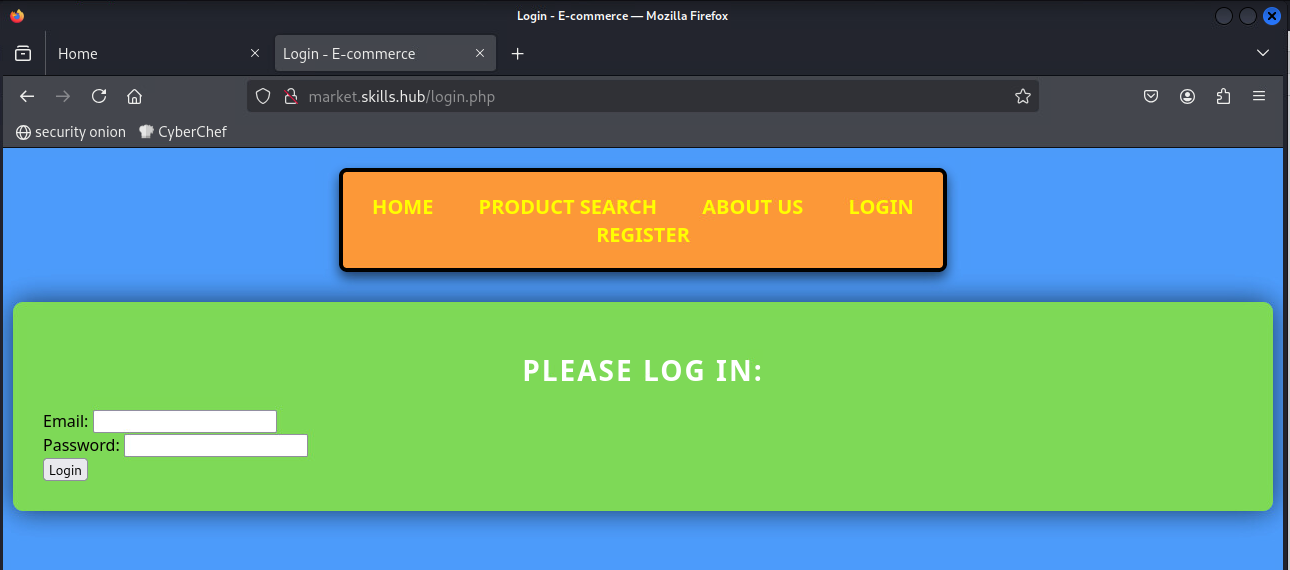 Login - E-commerce — Mozilla Firefox
Home
Login - E-commerce
market.skills.hub/login.php
security onion
CyberChef
HOME PRODUCT SEARCH ABOUT US LOGIN
REGISTER
PLEASE LOG IN:
Email:
Password:
Login